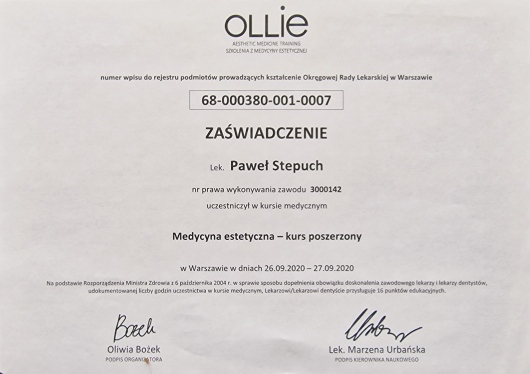 OLLIE
AESTHETIC MEDICINE TRAINING
SZKOLENIA Z MEDYCYNY ESTETYCZNEJ
numer wpisu do rejestru podmiotów prowadzących kształcenie Okręgowej Rady Lekarskiej w Warszawie
68-000380-001-0007
ZAŚWIADCZENIE
Lek. Paweł Stepuch
nr prawa wykonywania zawodu 3000142
uczestniczył w kursie medycznym
Medycyna estetyczna – kurs poszerzony
w Warszawie w dniach 26.09.2020 – 27.09.2020
Na podstawie Rozporządzenia Ministra Zdrowia z 6 października 2004 r. w sprawie sposobu dopełnienia obowiązku doskonalenia zawodowego lekarzy i lekarzy dentystów,
udokumentowanej liczby godzin uczestnictwa w kursie medycznym, Lekarzowi/Lekarzowi dentyście przysługuje 16 punktów edukacyjnych.
Oliwia Bożek
PODPIS ORGANIZATORA
Lek. Marzena Urbańska
PODPIS KIEROWNIKA NAUKOWEGO